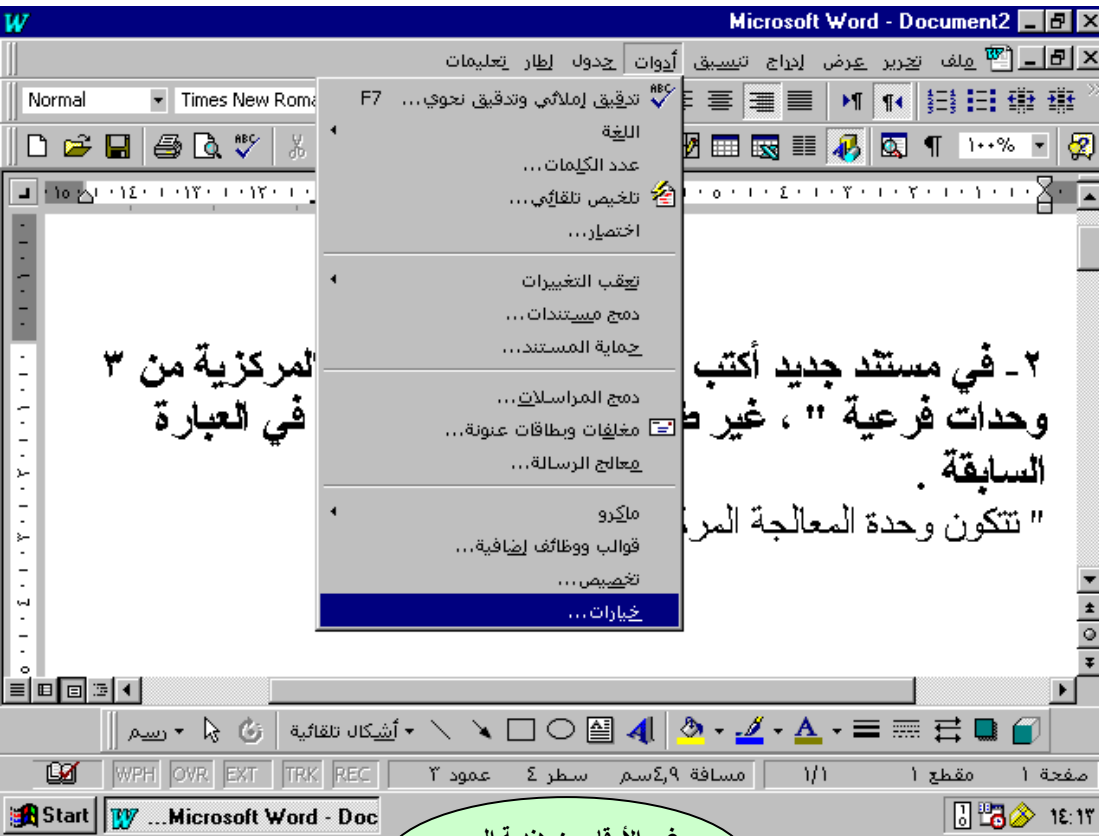 Microsoft Word - Document2
ملف تحرير عرض إدراج تنسيق أدوات جدول إطار تعليمات
Normal
Times New Roma
١٠٠%
تدقيق إملائي وتدقيق نحوي... F7
اللغة
عدد الكلمات...
تلخيص تلقائي...
اختصار...
تعقب التغييرات
دمج مستندات...
حماية المستند...
دمج المراسلات...
مغلفات وبطاقات عنونة...
معالج الرسالة...
ماكرو
قوالب ووظائف إضافية...
تخصيص...
خيارات...
٢- في مستند جديد أكتب لمركزية من ٣
وحدات فرعية " ، غير في العبارة
السابقة .
" تتكون وحدة المعالجة المر
رسم أشكال تلقائية
صفحة ١ مقطع ١ ١/١ مسافة ٤,٩سم سطر ٤ عمود ٣ REC TRK EXT OVR WPH
Start
...Microsoft Word - Doc
١٤:١٣